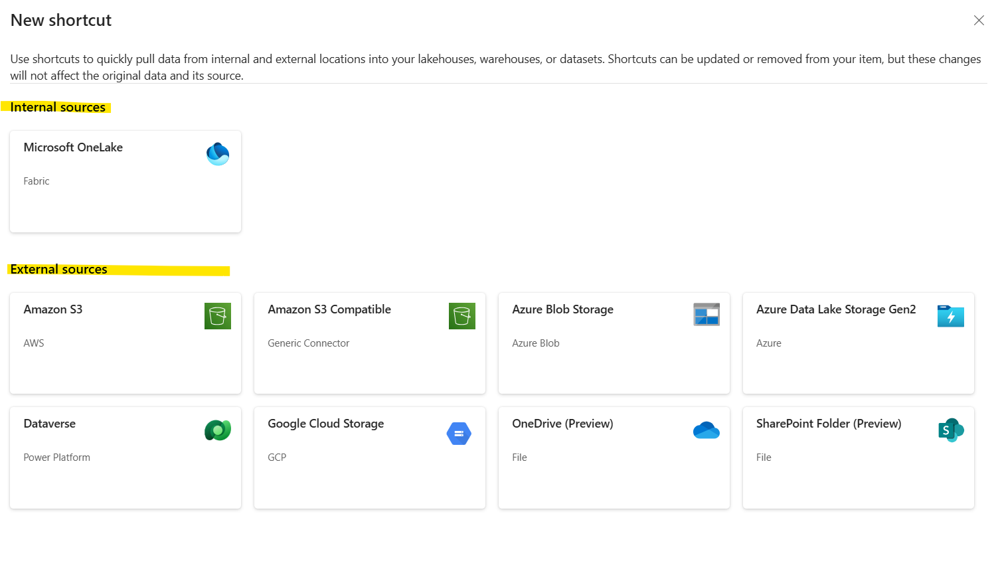 New shortcut
Use shortcuts to quickly pull data from internal and external locations into your lakehouses, warehouses, or datasets. Shortcuts can be updated or removed from your item, but these changes
will not affect the original data and its source.
Internal sources
Microsoft OneLake
Fabric
External sources
Amazon S3
AWS
Amazon S3 Compatible
Generic Connector
Azure Blob Storage
Azure Blob
Azure Data Lake Storage Gen2
Azure
Dataverse
Power Platform
Google Cloud Storage
GCP
OneDrive (Preview)
File
SharePoint Folder (Preview)
S
File